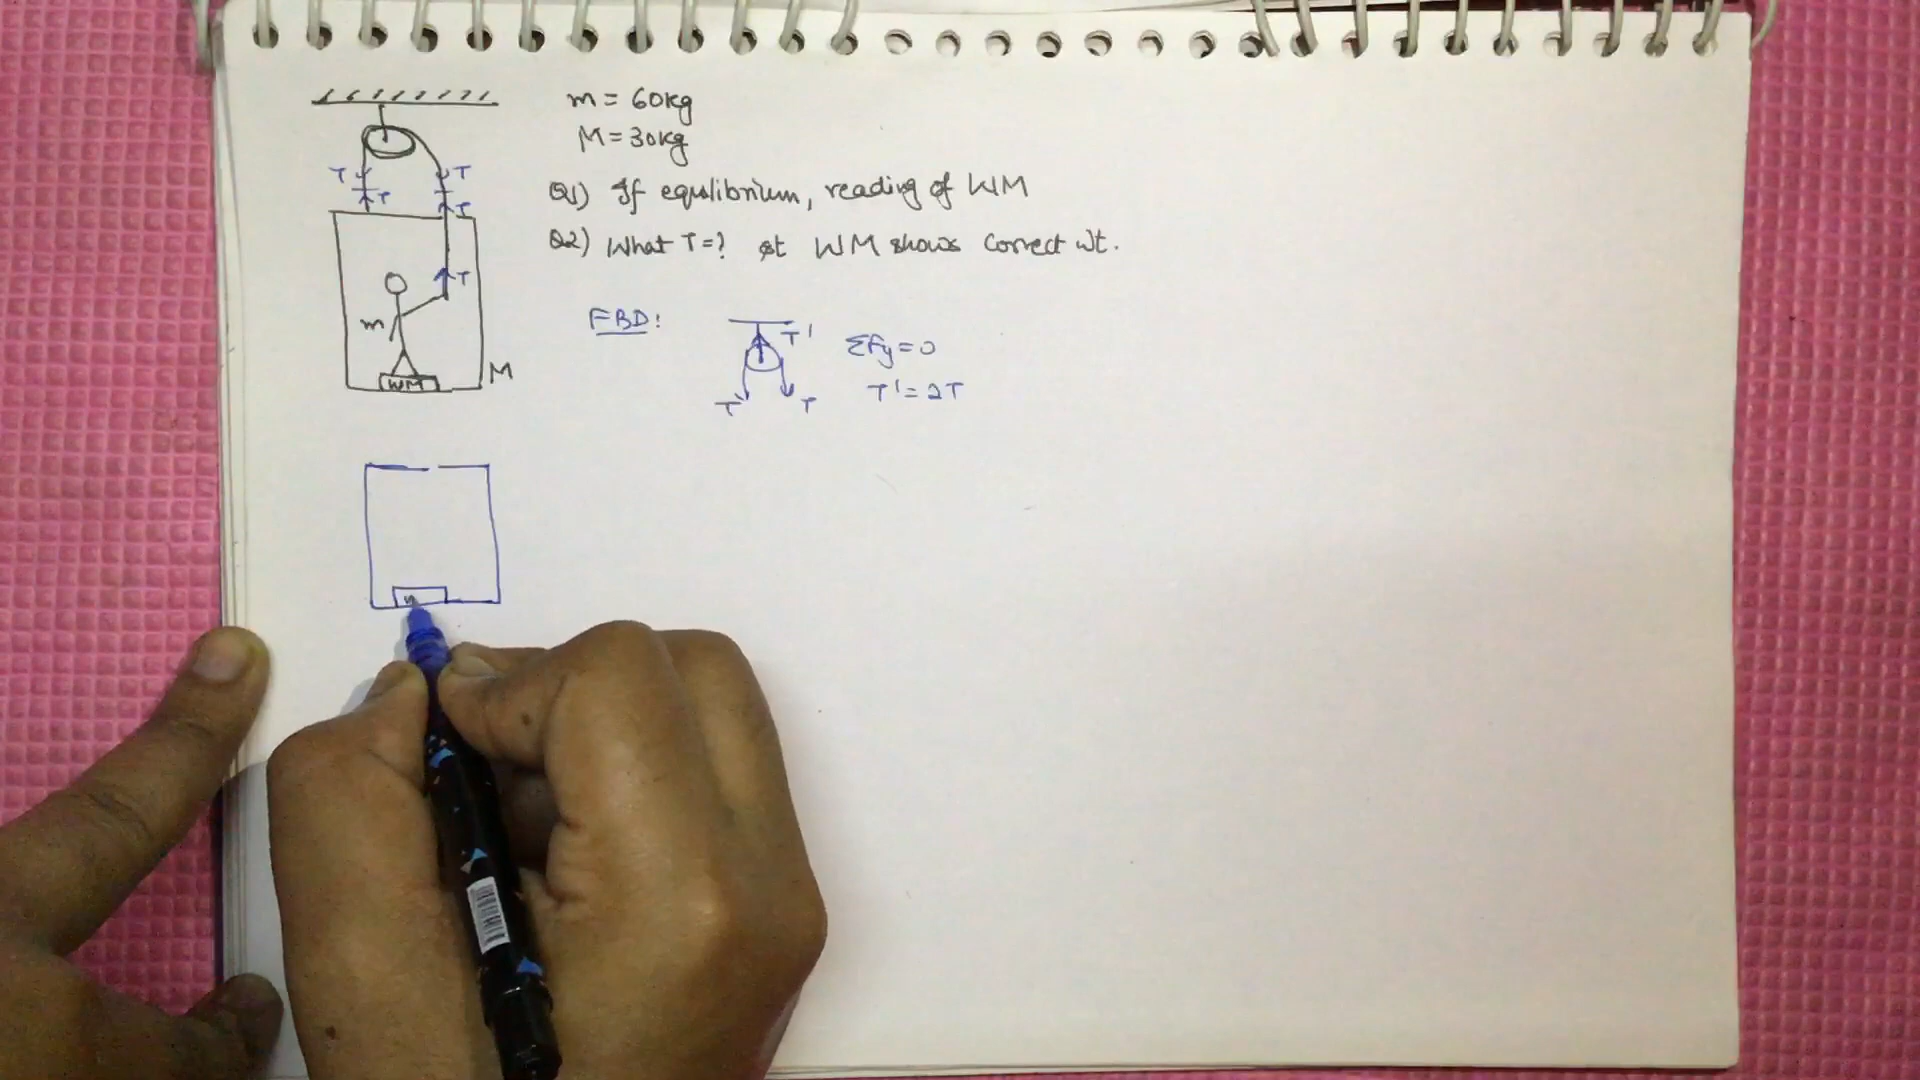 m = 60kg
M = 30kg
Q1) If equilibrium, reading of WM
Q2) What T=? st WM shows correct wt.
T
T
T
T
T
m
WM
M
FBD:
T'
T
T
ΣFy=0
T'=2T